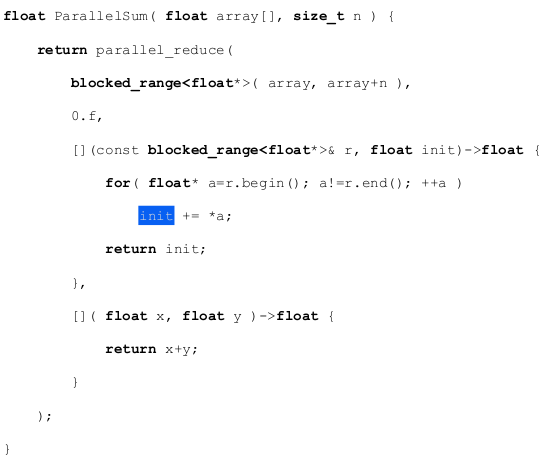 float ParallelSum( float array[], size_t n ) {
    return parallel_reduce(
        blocked_range<float*>( array, array+n ),
        0.f,
        [](const blocked_range<float*>& r, float init)->float {
            for( float* a=r.begin(); a!=r.end(); ++a )
                init += *a;
            return init;
        },
        []( float x, float y )->float {
            return x+y;
        }
    );
}